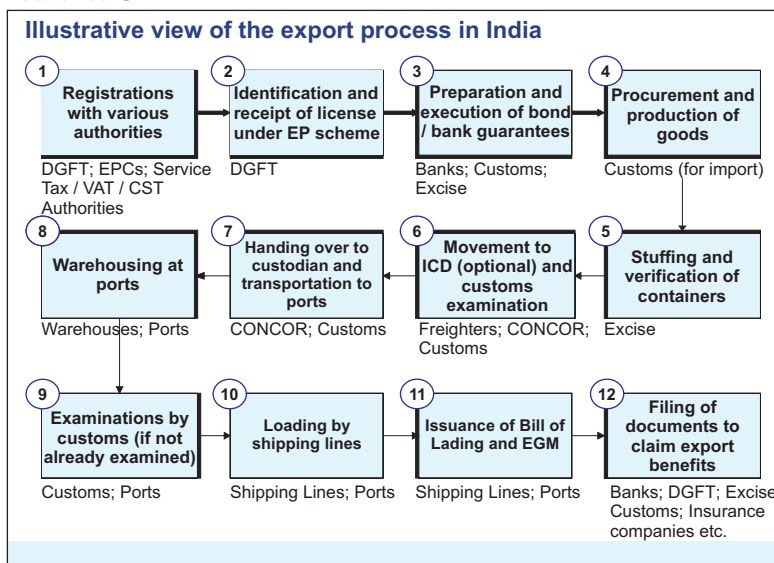 Illustrative view of the export process in India
1
Registrations
with various
authorities
DGFT; EPCs; Service
Tax / VAT / CST
Authorities
2
Identification and
receipt of license
under EP scheme
DGFT
3
Preparation and
execution of bond
/ bank guarantees
Banks; Customs;
Excise
4
Procurement and
production of
goods
Customs (for import)
5
Stuffing and
verification of
containers
Excise
6
Movement to
ICD (optional) and
customs
examination
Freighters; CONCOR;
Customs
7
Handing over to
custodian and
transportation to
ports
CONCOR; Customs
8
Warehousing at
ports
Warehouses; Ports
9
Examinations by
customs (if not
already examined)
Customs; Ports
10
Loading by
shipping lines
Shipping Lines; Ports
11
Issuance of Bill of
Lading and EGM
Shipping Lines; Ports
12
Filing of
documents to
claim export
benefits
Banks; DGFT; Excise
Customs; Insurance
companies etc.